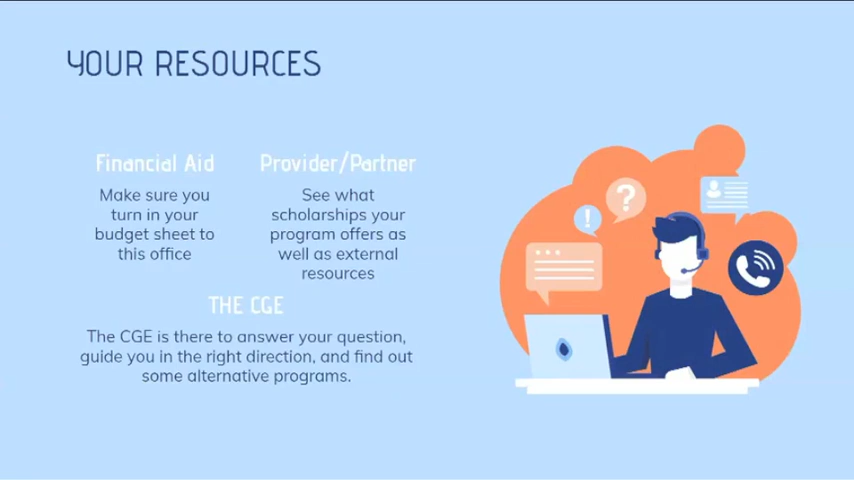 YOUR RESOURCES
Financial Aid
Make sure you
turn in your
budget sheet to
this office
Provider/Partner
See what
scholarships your
program offers as
well as external
resources
THE CGE
The CGE is there to answer your question,
guide you in the right direction, and find out
some alternative programs.
?
!